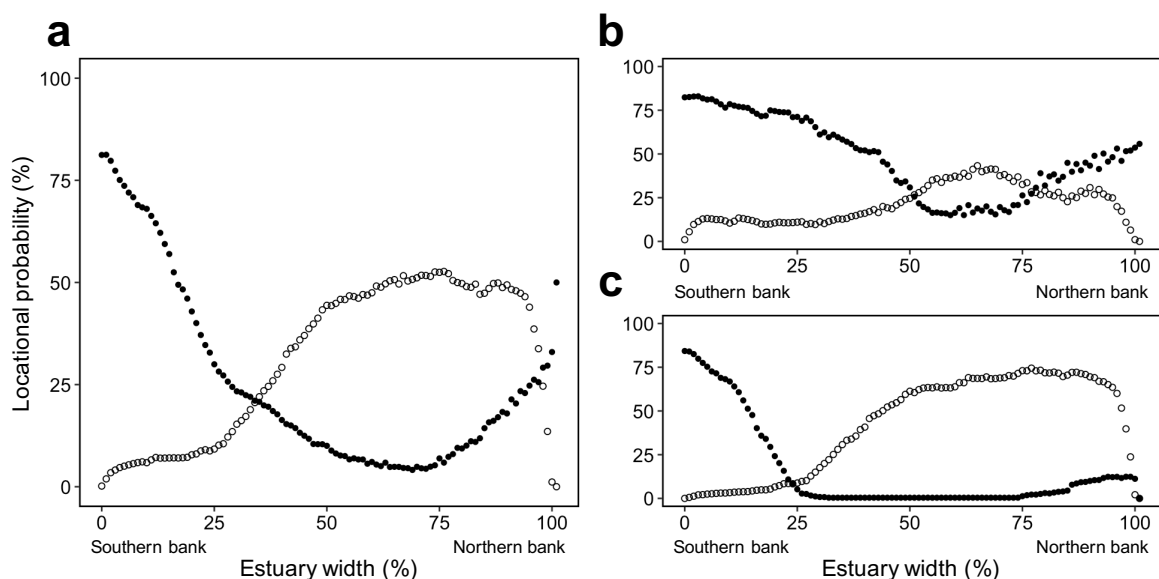 a
Locational probability (%)
100
75
50
25
0
0 25 50 75 100
Southern bank Northern bank
Estuary width (%)
b
100
75
50
25
0
0 25 50 75 100
Southern bank Northern bank
c
100
75
50
25
0
0 25 50 75 100
Southern bank Northern bank
Estuary width (%)